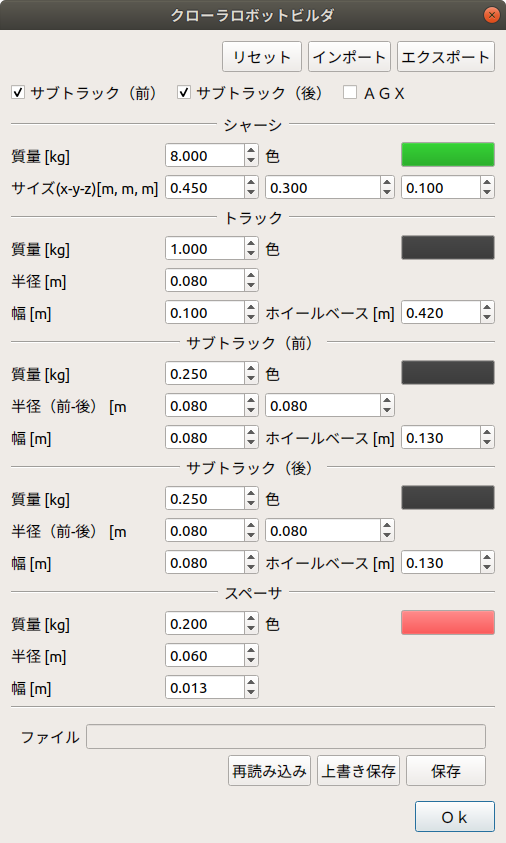 クローラロボットビルダ
リセット インポート エクスポート
サブトラック（前） サブトラック（後） ＡＧＸ
シャーシ
質量 [kg] 8.000 色
サイズ(x-y-z)[m, m, m] 0.450 0.300 0.100
トラック
質量 [kg] 1.000 色
半径 [m] 0.080
幅 [m] 0.100 ホイールベース [m] 0.420
サブトラック（前）
質量 [kg] 0.250 色
半径（前-後） [m 0.080 0.080
幅 [m] 0.080 ホイールベース [m] 0.130
サブトラック（後）
質量 [kg] 0.250 色
半径（前-後） [m 0.080 0.080
幅 [m] 0.080 ホイールベース [m] 0.130
スペーサ
質量 [kg] 0.200 色
半径 [m] 0.060
幅 [m] 0.013
ファイル
再読み込み 上書き保存 保存
Ｏｋ